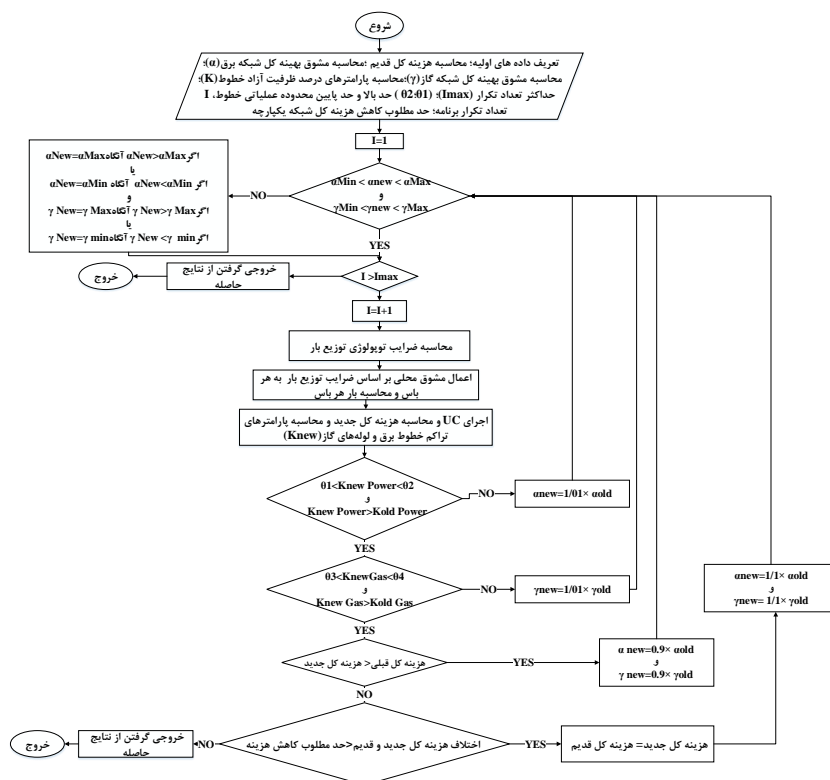 شروع
تعریف داده های اولیه؛ محاسبه هزینه کل قدیم ؛محاسبه مشوق بهینه کل شبکه برق(α)؛
محاسبه مشوق بهینه کل شبکه گاز(γ)؛محاسبه پارامترهای درصد ظرفیت آزاد خطوط(K)؛
حداکثر تعداد تکرار (Imax)؛ (θ2؛θ1 ) حد بالا و حد پایین محدوده عملیاتی خطوط، I
تعداد تکرار برنامه؛ حد مطلوب کاهش هزینه کل شبکه یکپارچه
I=1
اگرαNew>αMax آنگاهαNew=αMax
یا
اگر αNew<αMin آنگاه αNew=αMin
و
اگرγ New>γ Max آنگاهγ New=γ Max
یا
اگرγ New <γ min آنگاهγ New=γ min
NO
αMin < αnew < αMax
و
γMin <γnew < γMax
YES
I >Imax
خروجی گرفتن از نتایج
حاصله
خروج
I=I+1
محاسبه ضرایب توپولوژی توزیع بار
اعمال مشوق محلی بر اساس ضرایب توزیع بار به هر
باس و محاسبه بار هر باس
اجرای UC و محاسبه هزینه کل جدید و محاسبه پارامترهای
تراکم خطوط برق و لوله‌های گاز(Knew)
θ1<Knew Power<θ2
و
Knew Power>Kold Power
NO
αnew=1/01× αold
YES
θ3<KnewGas<θ4
و
Knew Gas>Kold Gas
NO
γnew=1/01× γold
αnew=1/1× αold
و
γnew= 1/1× γold
YES
هزینه کل قبلی< هزینه کل جدید
YES
α new=0.9× αold
و
γ new=0.9× γold
NO
اختلاف هزینه کل جدید و قدیم<حد مطلوب کاهش هزینه
YES
هزینه کل جدید= هزینه کل قدیم
NO
خروجی گرفتن از نتایج
حاصله
خروج